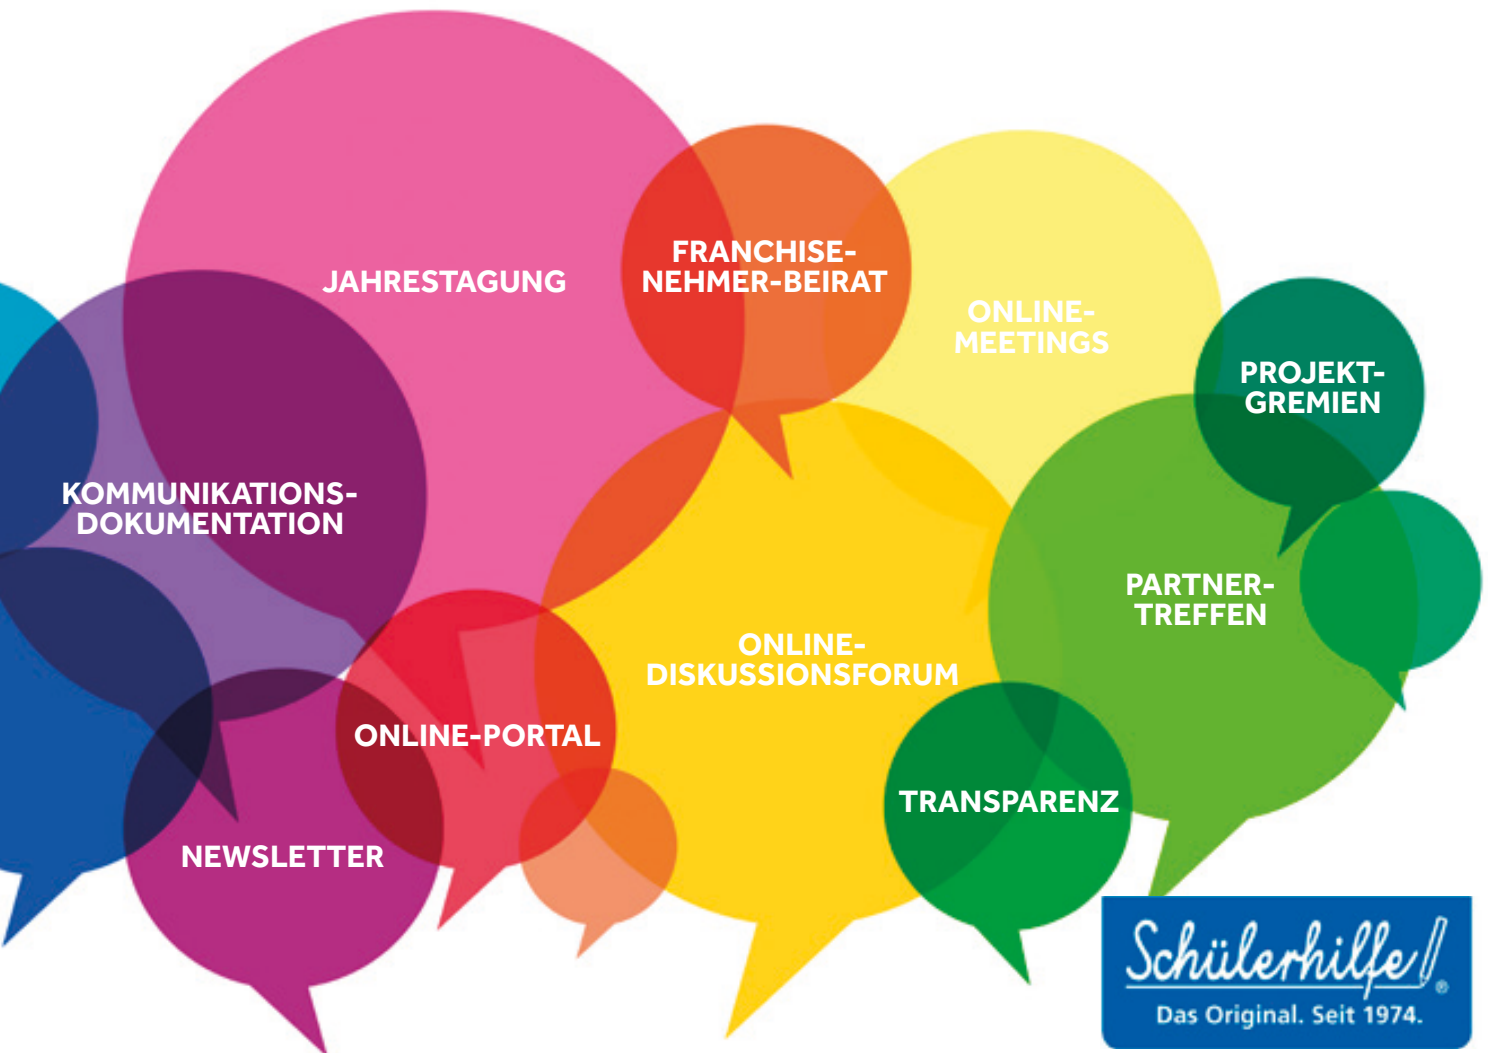 JAHRESTAGUNG
FRANCHISE-
NEHMER-BEIRAT
ONLINE-
MEETINGS
PROJEKT-
GREMIEN
KOMMUNIKATIONS-
DOKUMENTATION
PARTNER-
TREFFEN
ONLINE-
DISKUSSIONSFORUM
ONLINE-PORTAL
TRANSPARENZ
NEWSLETTER
Schülerhilfe!®
Das Original. Seit 1974.